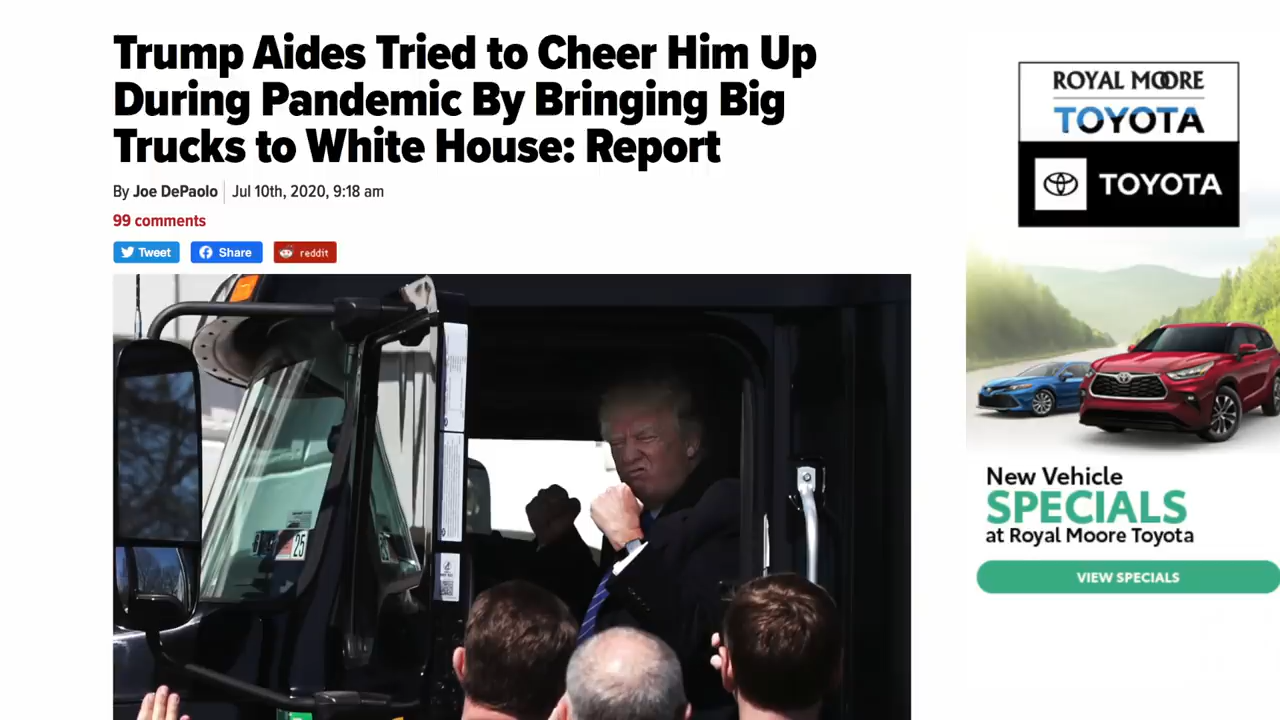 Trump Aides Tried to Cheer Him Up
During Pandemic By Bringing Big
Trucks to White House: Report
By Joe DePaolo | Jul 10th, 2020, 9:18 am
99 comments
Tweet Share reddit
ROYAL MOORE
TOYOTA
TOYOTA
25
New Vehicle
SPECIALS
at Royal Moore Toyota
VIEW SPECIALS